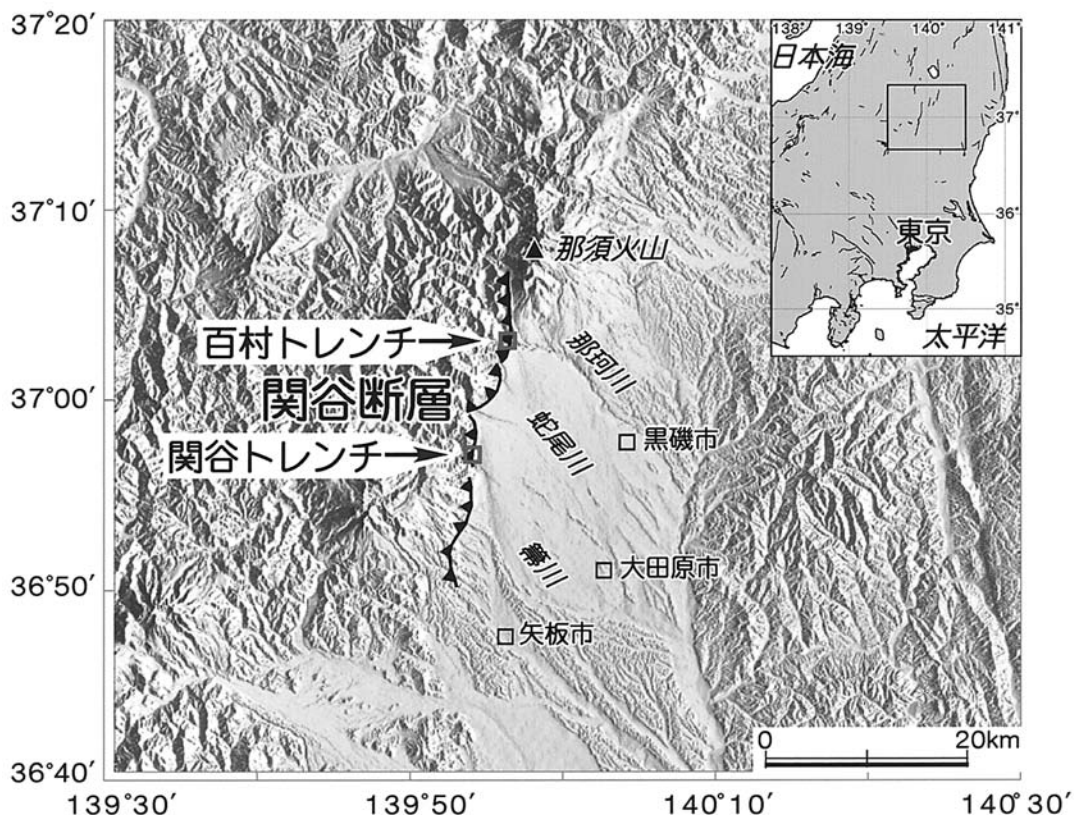 37°20′
37°10′
37°00′
36°50′
36°40′
139°30′
139°50′
140°10′
140°30′
138°
139°
140°
141°
日本海
37°
36°
東京
35°
太平洋
那須火山
百村トレンチ
那珂川
関谷断層
蛇尾川
黒磯市
関谷トレンチ
箒川
大田原市
矢板市
0
20km